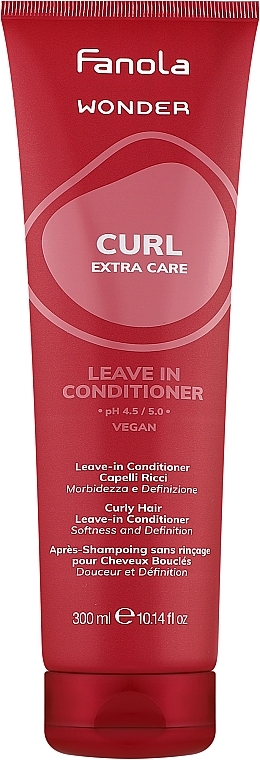 Fanola
WONDER
CURL
EXTRA CARE
LEAVE IN
CONDITIONER
• pH 4.5 / 5.0 •
VEGAN
Leave-in Conditioner
Capelli Ricci
Morbidezza e Definizione
Curly Hair
Leave-in Conditioner
Softness and Definition
Après-Shampoing sans rinçage
pour Cheveux Bouclés
Douceur et Définition
300 ml ℮ 10.14 fl oz